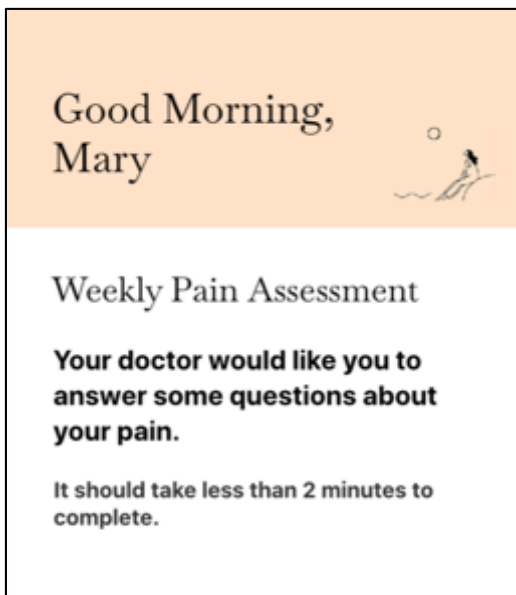 Good Morning,
Mary
Weekly Pain Assessment
Your doctor would like you to
answer some questions about
your pain.
It should take less than 2 minutes to
complete.